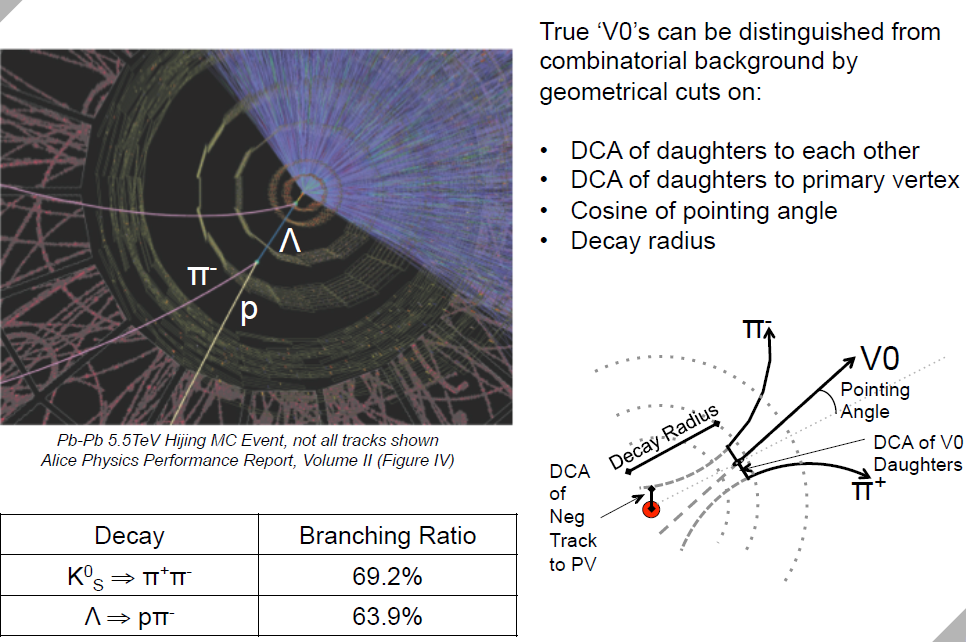 True ‘V0’s can be distinguished from
combinatorial background by
geometrical cuts on:
• DCA of daughters to each other
• DCA of daughters to primary vertex
• Cosine of pointing angle
• Decay radius
Λ
π-
p
Pb-Pb 5.5TeV Hijing MC Event, not all tracks shown
Alice Physics Performance Report, Volume II (Figure IV)
Decay Branching Ratio
K⁰S ⇒ π⁺π⁻ 69.2%
Λ ⇒ pπ⁻ 63.9%
π-
V0
Pointing
Angle
Decay Radius
DCA of V0
Daughters
π+
DCA
of
Neg
Track
to PV